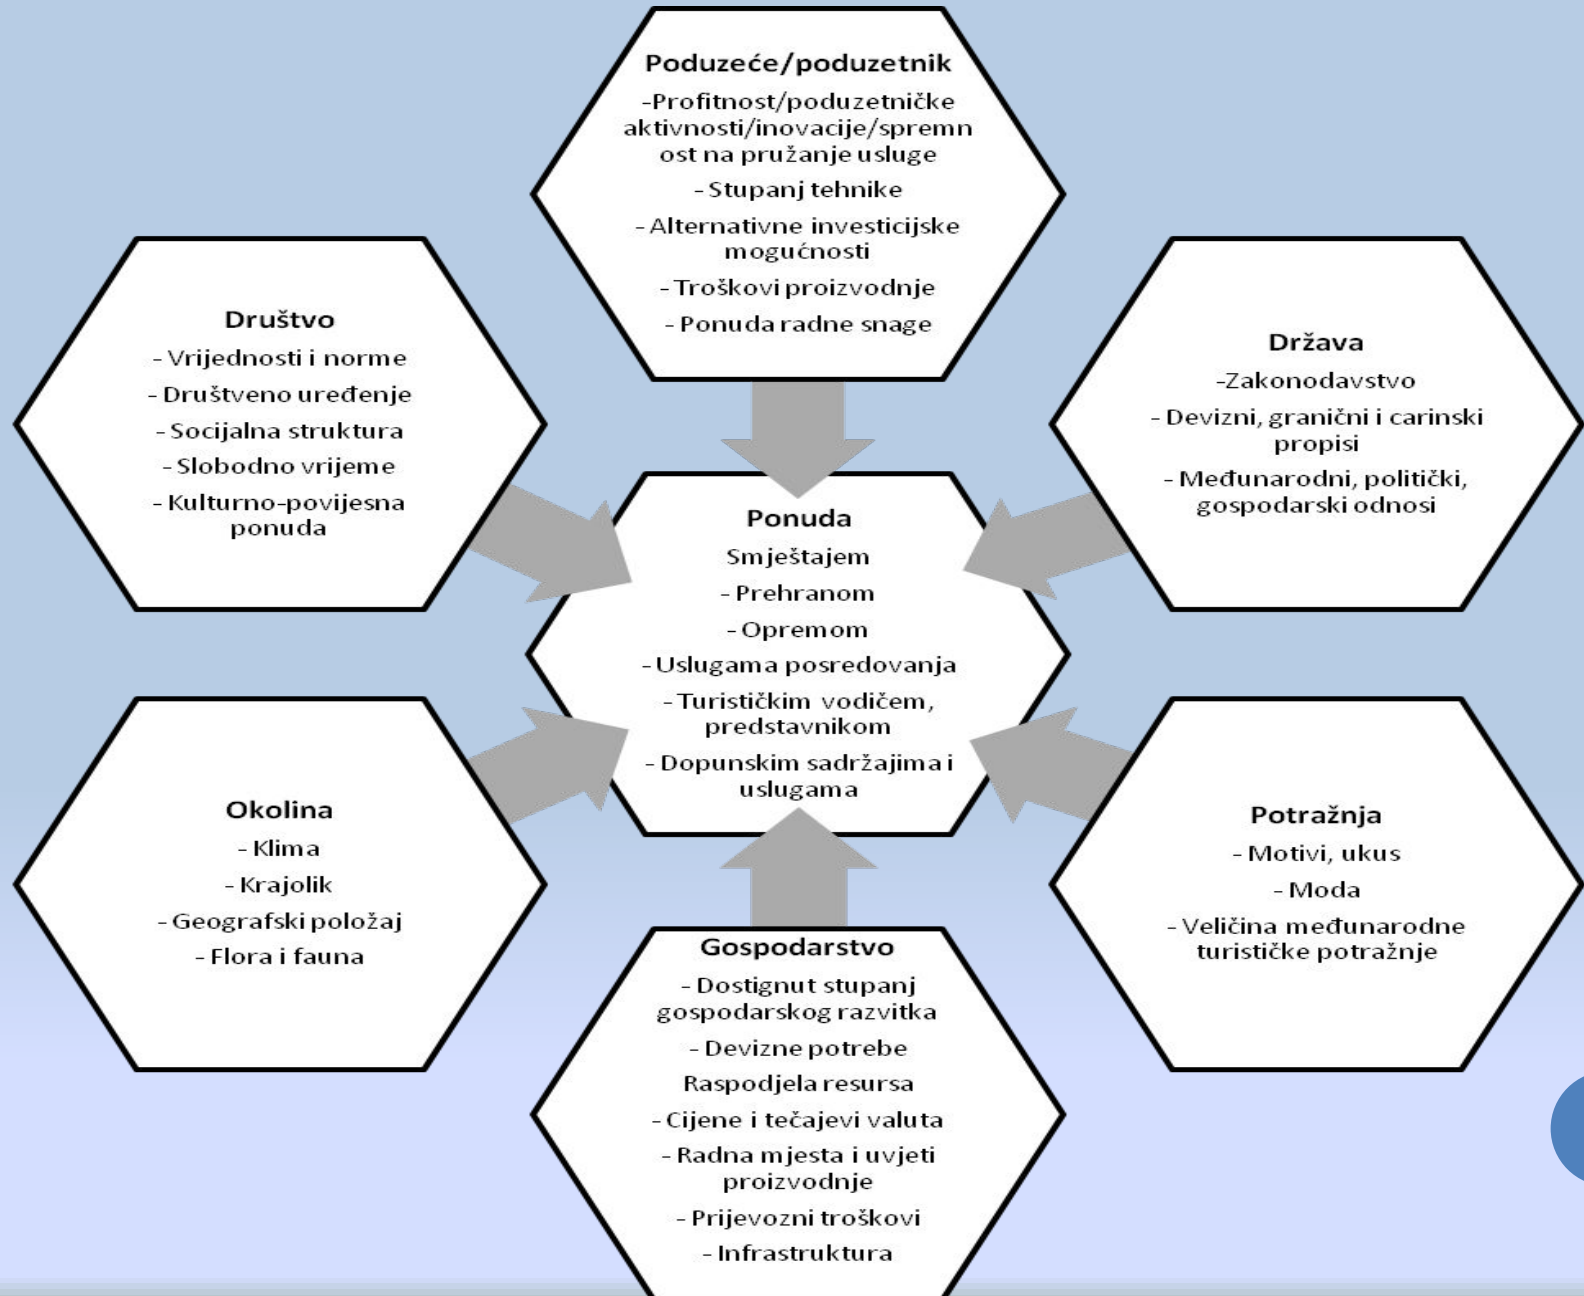 Poduzeće/poduzetnik
-Profitnost/poduzetničke
aktivnosti/inovacije/spremn
ost na pružanje usluge
- Stupanj tehnike
- Alternativne investicijske
mogućnosti
- Troškovi proizvodnje
- Ponuda radne snage
Društvo
- Vrijednosti i norme
- Društveno uređenje
- Socijalna struktura
- Slobodno vrijeme
- Kulturno-povijesna
ponuda
Država
-Zakonodavstvo
- Devizni, granični i carinski
propisi
- Međunarodni, politički,
gospodarski odnosi
Ponuda
Smještajem
- Prehranom
- Opremom
- Uslugama posredovanja
- Turističkim vodičem,
predstavnikom
- Dopunskim sadržajima i
uslugama
Okolina
- Klima
- Krajolik
- Geografski položaj
- Flora i fauna
Potražnja
- Motivi, ukus
- Moda
- Veličina međunarodne
turističke potražnje
Gospodarstvo
- Dostignut stupanj
gospodarskog razvitka
- Devizne potrebe
Raspodjela resursa
- Cijene i tečajevi valuta
- Radna mjesta i uvjeti
proizvodnje
- Prijevozni troškovi
- Infrastruktura